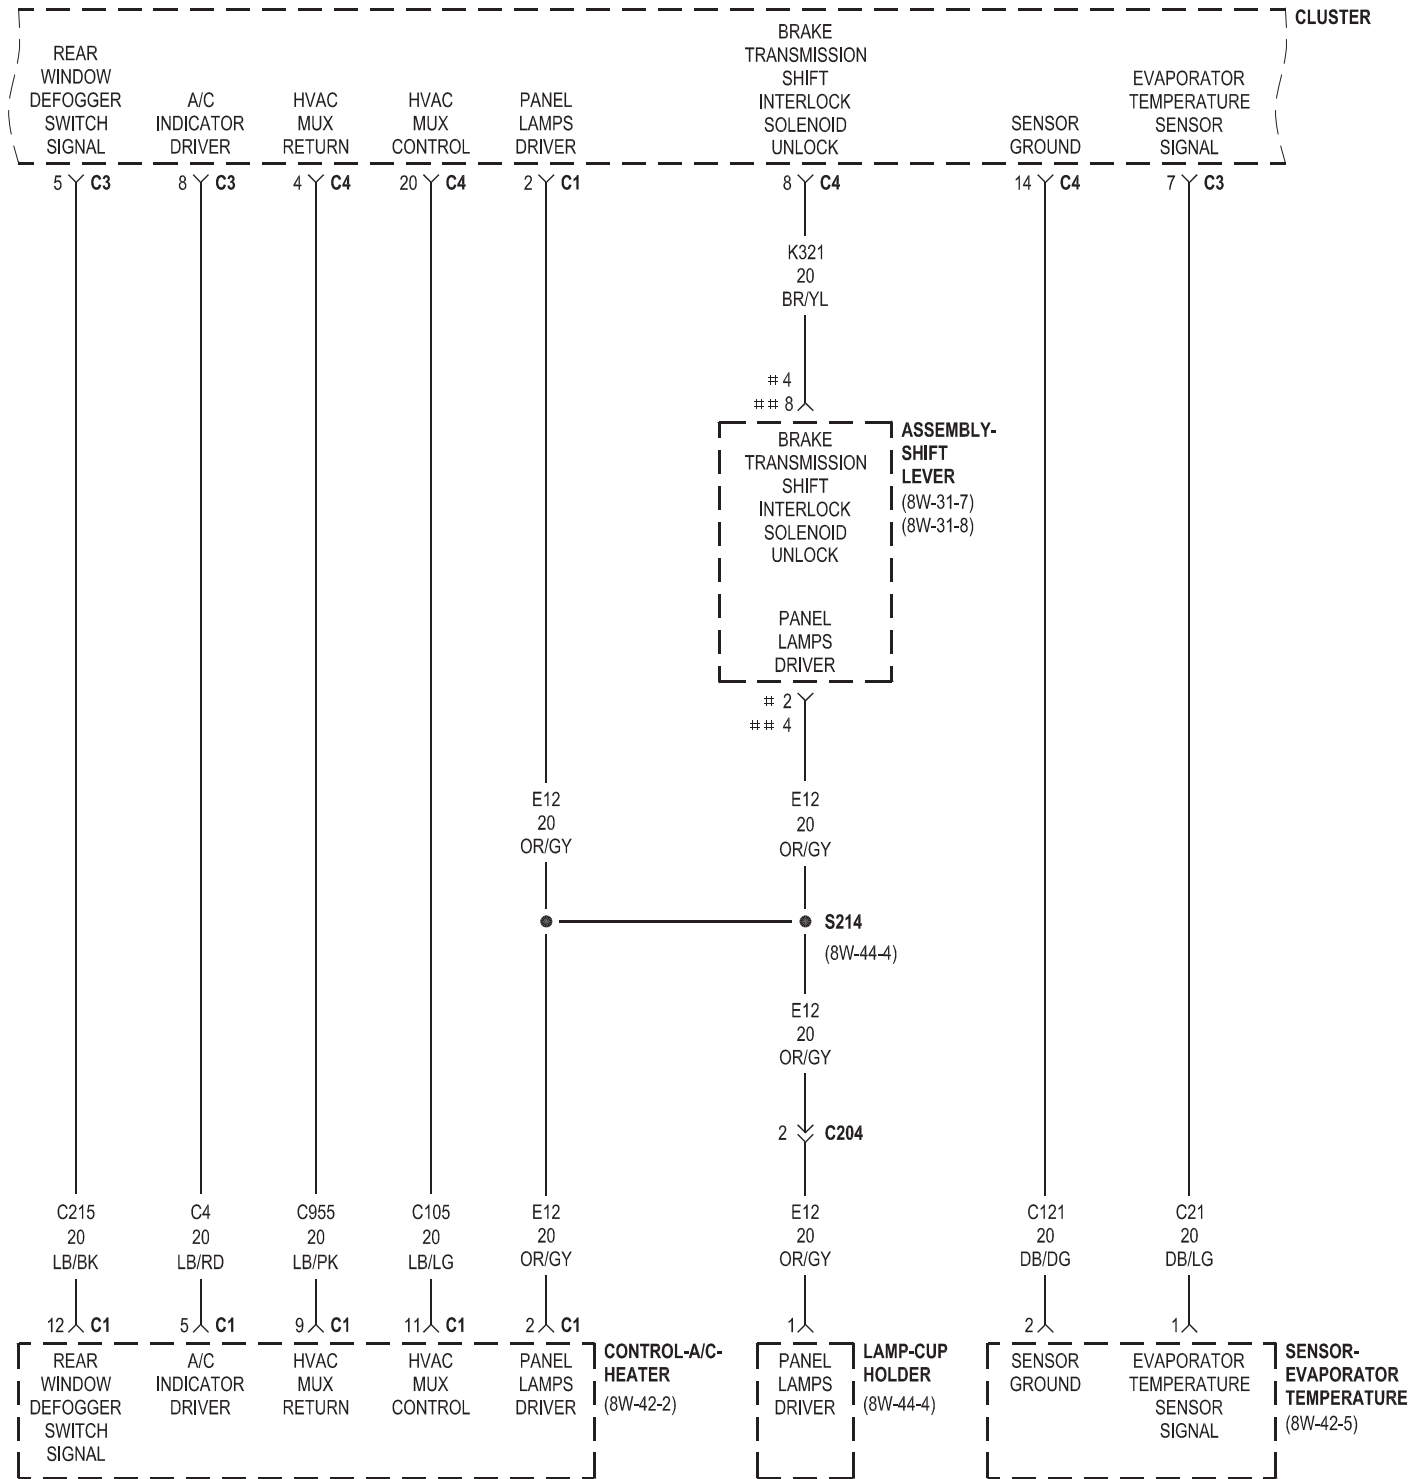 CLUSTER
REAR
WINDOW
DEFOGGER
SWITCH
SIGNAL
A/C
INDICATOR
DRIVER
HVAC
MUX
RETURN
HVAC
MUX
CONTROL
PANEL
LAMPS
DRIVER
BRAKE
TRANSMISSION
SHIFT
INTERLOCK
SOLENOID
UNLOCK
SENSOR
GROUND
EVAPORATOR
TEMPERATURE
SENSOR
SIGNAL
5 C3
8 C3
4 C4
20 C4
2 C1
8 C4
14 C4
7 C3
K321
20
BR/YL
# 4
## 8
BRAKE
TRANSMISSION
SHIFT
INTERLOCK
SOLENOID
UNLOCK
PANEL
LAMPS
DRIVER
ASSEMBLY-
SHIFT
LEVER
(8W-31-7)
(8W-31-8)
# 2
## 4
E12
20
OR/GY
E12
20
OR/GY
S214
(8W-44-4)
E12
20
OR/GY
2 C204
C215
20
LB/BK
C4
20
LB/RD
C955
20
LB/PK
C105
20
LB/LG
E12
20
OR/GY
E12
20
OR/GY
C121
20
DB/DG
C21
20
DB/LG
12 C1
5 C1
9 C1
11 C1
2 C1
1
2
1
REAR
WINDOW
DEFOGGER
SWITCH
SIGNAL
A/C
INDICATOR
DRIVER
HVAC
MUX
RETURN
HVAC
MUX
CONTROL
PANEL
LAMPS
DRIVER
CONTROL-A/C-
HEATER
(8W-42-2)
PANEL
LAMPS
DRIVER
LAMP-CUP
HOLDER
(8W-44-4)
SENSOR
GROUND
EVAPORATOR
TEMPERATURE
SENSOR
SIGNAL
SENSOR-
EVAPORATOR
TEMPERATURE
(8W-42-5)